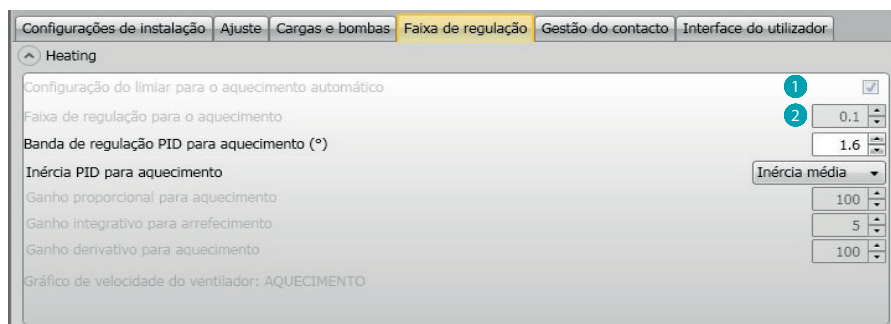 Configurações de instalação Ajuste Cargas e bombas Faixa de regulação Gestão do contacto Interface do utilizador
Heating
Configuração do limiar para o aquecimento automático 1
Faixa de regulação para o aquecimento 2 0.1
Banda de regulação PID para aquecimento (°) 1.6
Inércia PID para aquecimento Inércia média
Ganho proporcional para aquecimento 100
Ganho integrativo para arrefecimento 5
Ganho derivativo para aquecimento 100
Gráfico de velocidade do ventilador: AQUECIMENTO